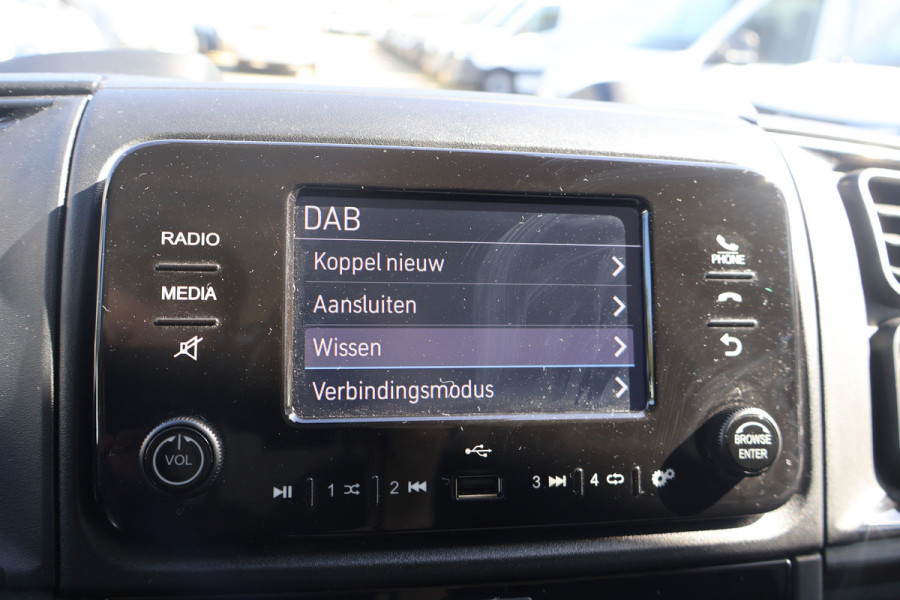 RADIO
MEDIA
VOL
DAB
Koppel nieuw
Aansluiten
Wissen
Verbindingsmodus
1
2
3
4
PHONE
BROWSE
ENTER